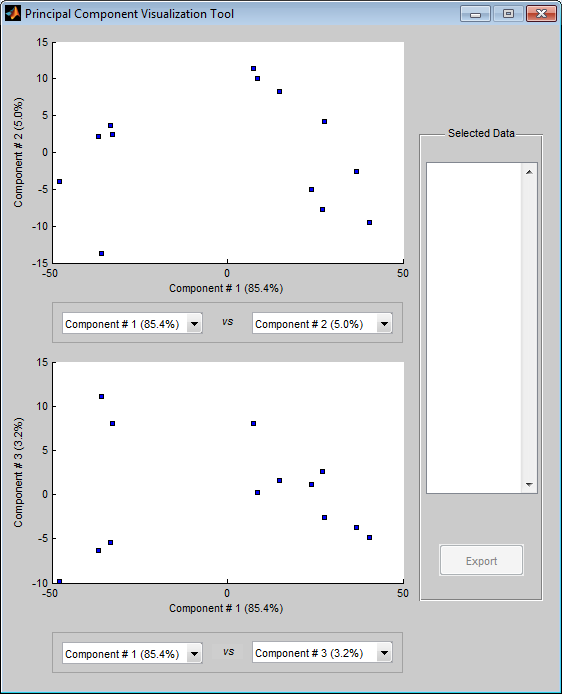 Principal Component Visualization Tool
15
10
5
0
-5
-10
-15
Component # 2 (5.0%)
-50 0 50
Component # 1 (85.4%)
Component # 1 (85.4%) vs Component # 2 (5.0%)
15
10
5
0
-5
-10
Component # 3 (3.2%)
-50 0 50
Component # 1 (85.4%)
Component # 1 (85.4%) vs Component # 3 (3.2%)
Selected Data
Export